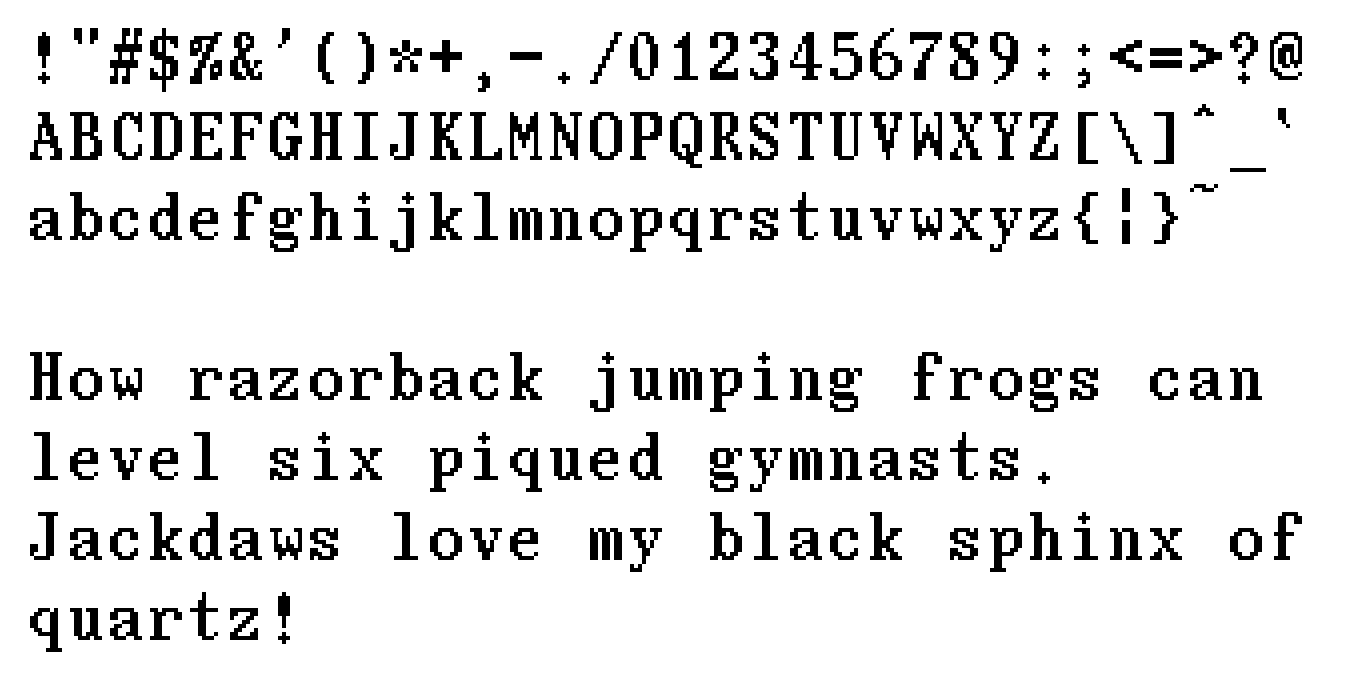 !"#$%&'()*+,-./0123456789:;<=>?@
ABCDEFGHIJKLMNOPQRSTUVWXYZ[\]^_`
abcdefghijklmnopqrstuvwxyz{¦}~
How razorback jumping frogs can
level six piqued gymnasts.
Jackdaws love my black sphinx of
quartz!